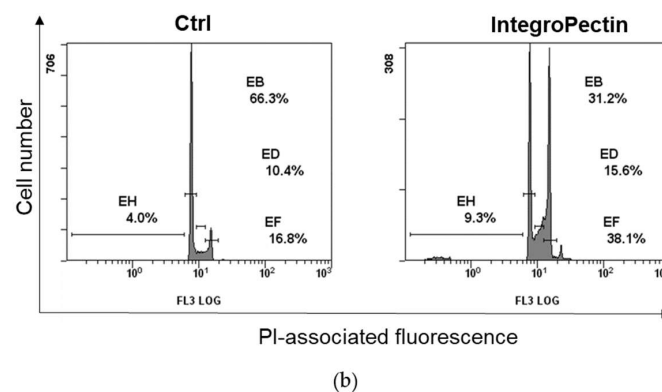 Ctrl
IntegroPectin
Cell number
706
EB
66.3%
ED
10.4%
EH
4.0%
EF
16.8%
10⁰ 10¹ 10² 10³
FL3 LOG
308
EB
31.2%
ED
15.6%
EH
9.3%
EF
38.1%
10⁰ 10¹ 10² 10
FL3 LOG
PI-associated fluorescence
(b)